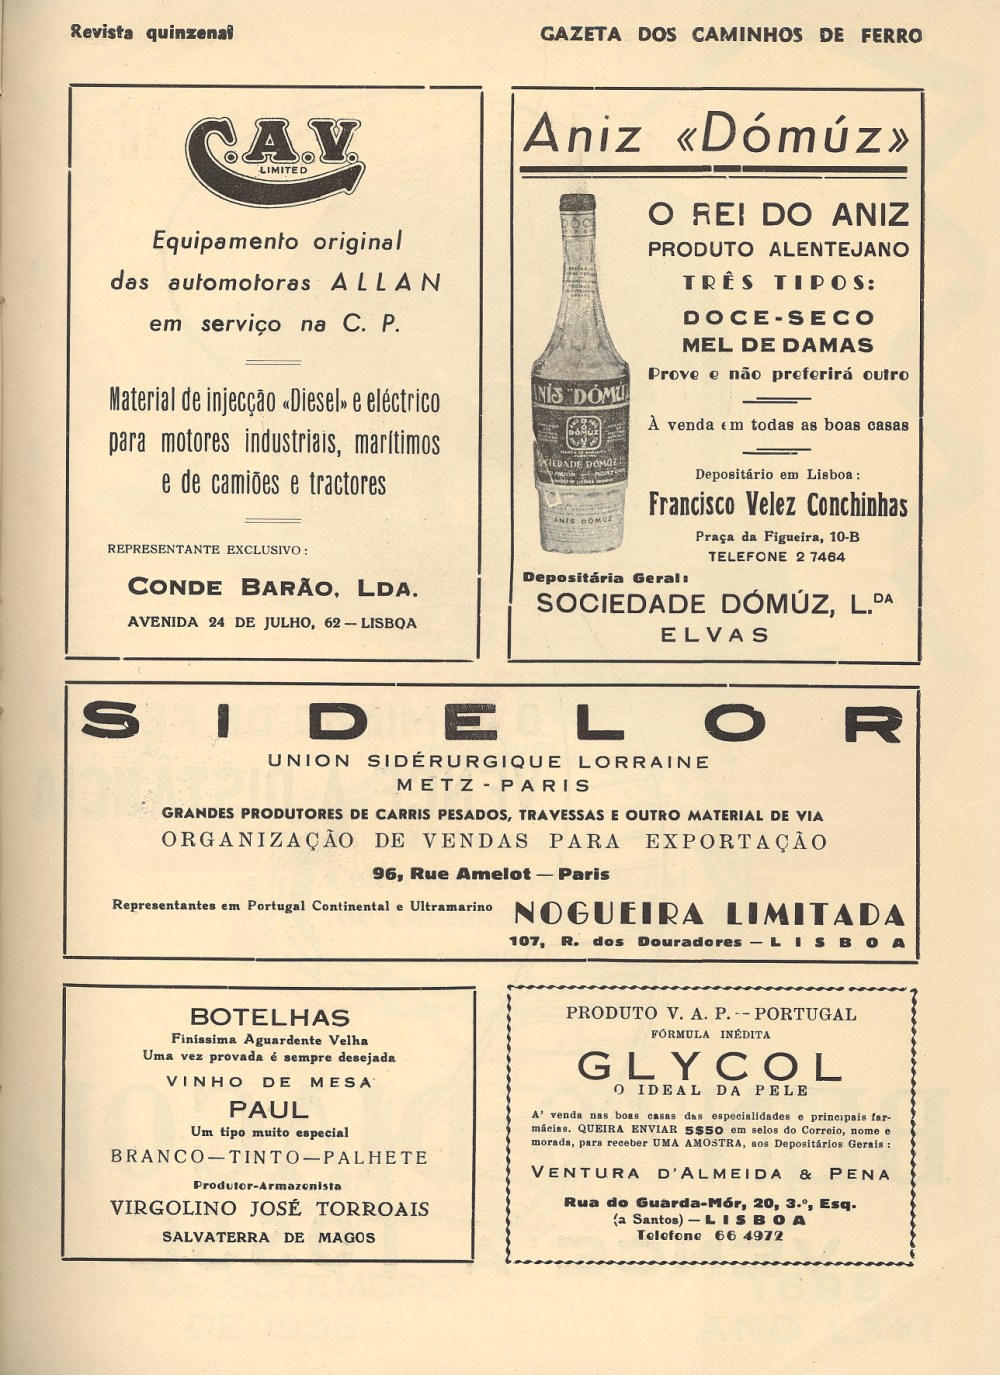 Revista quinzenal
GAZETA DOS CAMINHOS DE FERRO
C.A.V.
LIMITED
Equipamento original
das automotoras ALLAN
em serviço na C. P.
Material de injecção «Diesel» e eléctrico
para motores industriais, marítimos
e de camiões e tractores
REPRESENTANTE EXCLUSIVO:
CONDE BARÃO, LDA.
AVENIDA 24 DE JULHO, 62 — LISBOA
Aniz «Dómúz»
O REI DO ANIZ
PRODUTO ALENTEJANO
TRÊS TIPOS:
DOCE-SECO
MEL DE DAMAS
Prove e não preferirá outro
À venda em todas as boas casas
Depositário em Lisboa:
Francisco Velez Conchinhas
Praça da Figueira, 10-B
TELEFONE 2 7464
ANÍS DÓMÚZ
DÓMÚZ
SOCIEDADE DÓMÚZ
ANÍS DÓMÚZ
Depositária Geral:
SOCIEDADE DÓMÚZ, L.DA
ELVAS
SIDELOR
UNION SIDÉRURGIQUE LORRAINE
METZ - PARIS
GRANDES PRODUTORES DE CARRIS PESADOS, TRAVESSAS E OUTRO MATERIAL DE VIA
ORGANIZAÇÃO DE VENDAS PARA EXPORTAÇÃO
96, Rue Amelot — Paris
Representantes em Portugal Continental e Ultramarino NOGUEIRA LIMITADA
107, R. dos Douradores — LISBOA
BOTELHAS
Finíssima Aguardente Velha
Uma vez provada é sempre desejada
VINHO DE MESA
PAUL
Um tipo muito especial
BRANCO—TINTO—PALHETE
Produtor-Armazenista
VIRGOLINO JOSÉ TORROAIS
SALVATERRA DE MAGOS
PRODUTO V. A. P. -- PORTUGAL
FÓRMULA INÉDITA
GLYCOL
O IDEAL DA PELE
A' venda nas boas casas das especialidades e principais far-
mácias. QUEIRA ENVIAR 5$50 em selos do Correio, nome e
morada, para receber UMA AMOSTRA, aos Depositários Gerais:
VENTURA D'ALMEIDA & PENA
Rua do Guarda-Mór, 20, 3.º, Esq.
(a Santos) — LISBOA
Telefone 66 4972